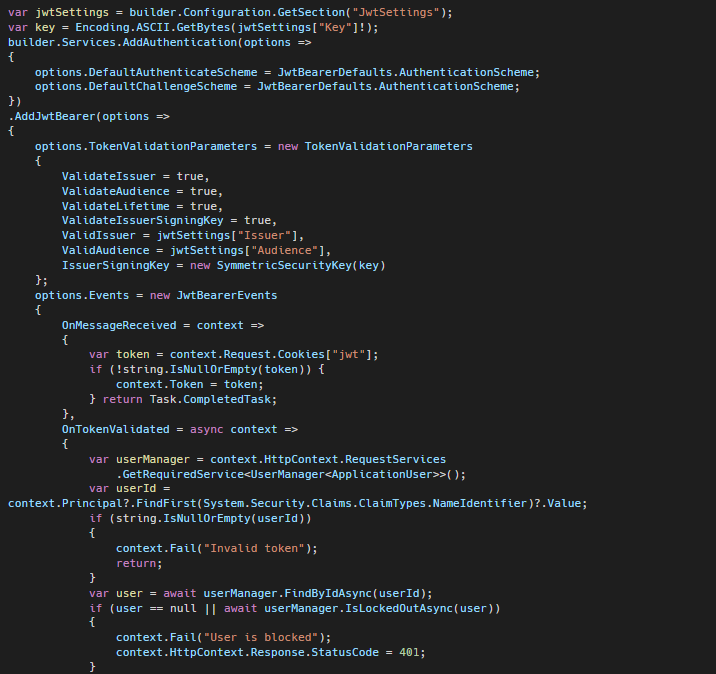 var jwtSettings = builder.Configuration.GetSection("JwtSettings");
var key = Encoding.ASCII.GetBytes(jwtSettings["Key"]!);
builder.Services.AddAuthentication(options =>
{
    options.DefaultAuthenticateScheme = JwtBearerDefaults.AuthenticationScheme;
    options.DefaultChallengeScheme = JwtBearerDefaults.AuthenticationScheme;
})
.AddJwtBearer(options =>
{
    options.TokenValidationParameters = new TokenValidationParameters
    {
        ValidateIssuer = true,
        ValidateAudience = true,
        ValidateLifetime = true,
        ValidateIssuerSigningKey = true,
        ValidIssuer = jwtSettings["Issuer"],
        ValidAudience = jwtSettings["Audience"],
        IssuerSigningKey = new SymmetricSecurityKey(key)
    };
    options.Events = new JwtBearerEvents
    {
        OnMessageReceived = context =>
        {
            var token = context.Request.Cookies["jwt"];
            if (!string.IsNullOrEmpty(token)) {
                context.Token = token;
            } return Task.CompletedTask;
        },
        OnTokenValidated = async context =>
        {
            var userManager = context.HttpContext.RequestServices
                .GetRequiredService<UserManager<ApplicationUser>>();
            var userId =
context.Principal?.FindFirst(System.Security.Claims.ClaimTypes.NameIdentifier)?.Value;
            if (string.IsNullOrEmpty(userId))
            {
                context.Fail("Invalid token");
                return;
            }
            var user = await userManager.FindByIdAsync(userId);
            if (user == null || await userManager.IsLockedOutAsync(user))
            {
                context.Fail("User is blocked");
                context.HttpContext.Response.StatusCode = 401;
            }